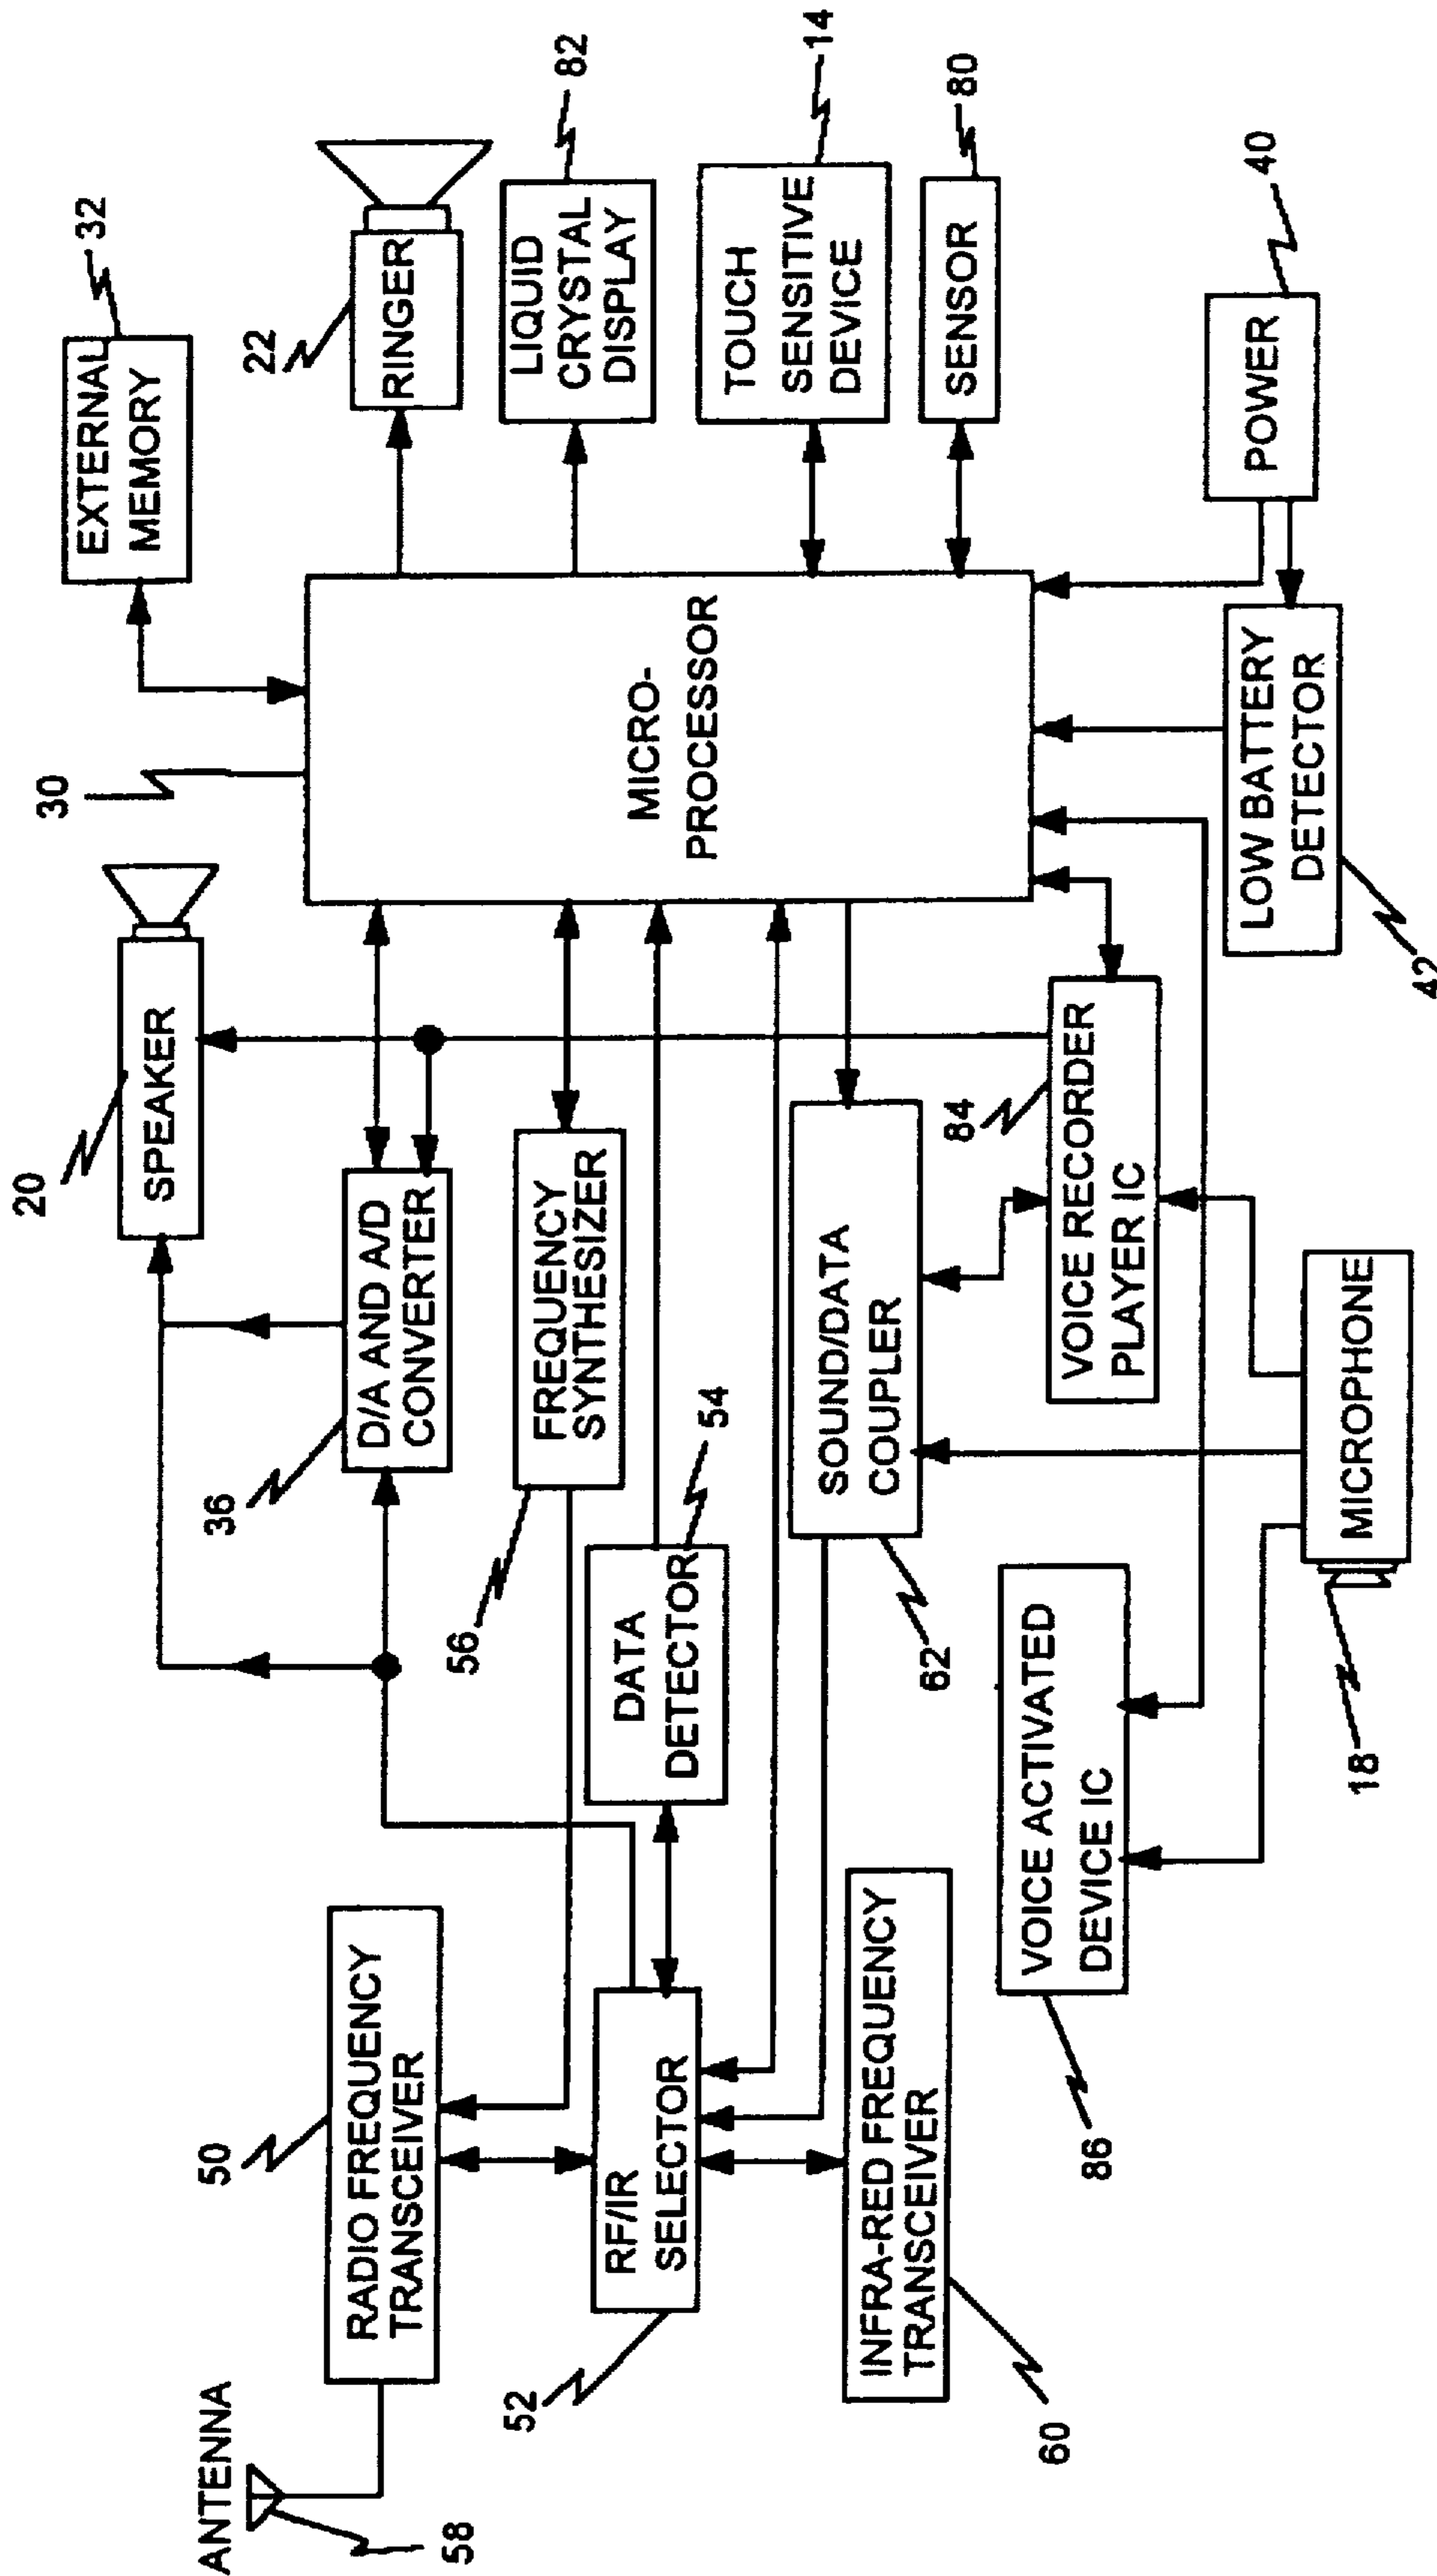 ANTENNA
58
50
RADIO FREQUENCY
TRANSCEIVER
52
RF/IR
SELECTOR
60
INFRA-RED FREQUENCY
TRANSCEIVER
20
SPEAKER
36
D/A AND A/D
CONVERTER
56
FREQUENCY
SYNTHESIZER
DATA
DETECTOR
54
SOUND/DATA
COUPLER
62
84
VOICE RECORDER
PLAYER IC
VOICE ACTIVATED
DEVICE IC
86
MICROPHONE
18
30
MICRO-
PROCESSOR
EXTERNAL
MEMORY
32
22
RINGER
LIQUID
CRYSTAL
DISPLAY
82
TOUCH
SENSITIVE
DEVICE
14
SENSOR
80
POWER
40
LOW BATTERY
DETECTOR
42